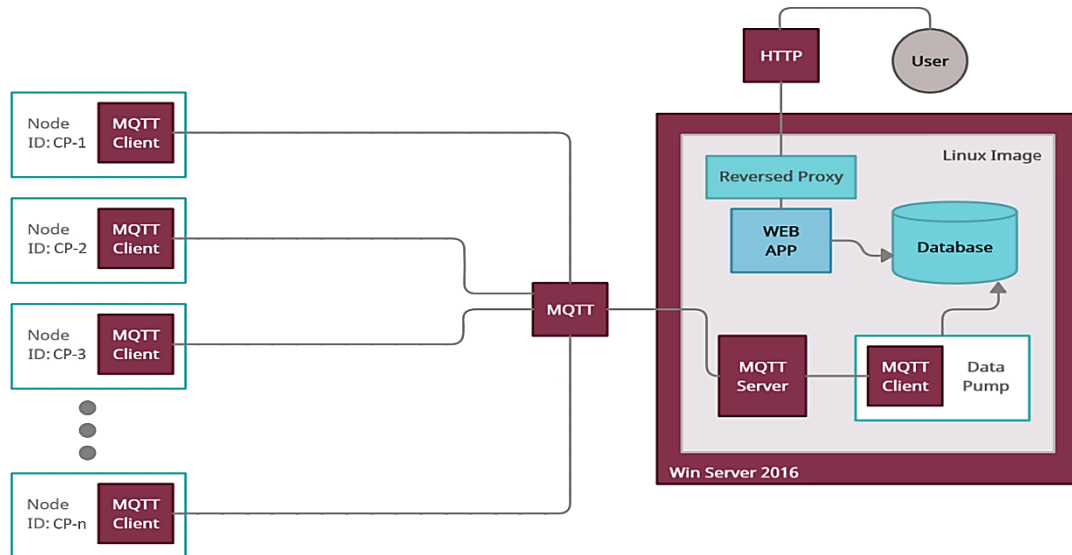 HTTP
User
Node
ID: CP-1
MQTT
Client
Linux Image
Reversed Proxy
Node
ID: CP-2
MQTT
Client
WEB
APP
Database
MQTT
Node
ID: CP-3
MQTT
Client
MQTT
Server
MQTT
Client
Data
Pump
Win Server 2016
Node
ID: CP-n
MQTT
Client